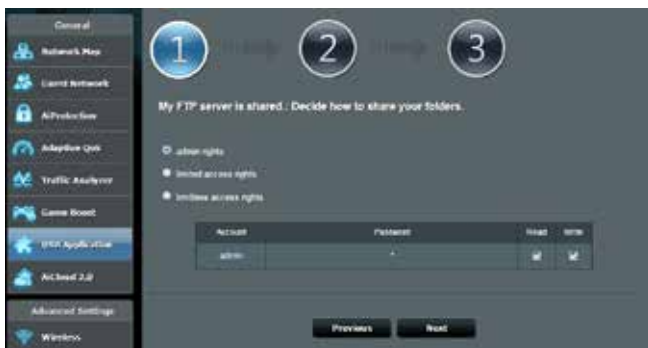 General
Network Map
Guest Network
AiProtection
Adaptive QoS
Traffic Analyzer
Game Boost
USB Application
AiCloud 2.0
Advanced Settings
Wireless
1
2
3
My FTP server is shared.: Decide how to share your folders.
admin rights
limited access rights
limitless access rights
Account Password Read Write
admin *
Previous Next